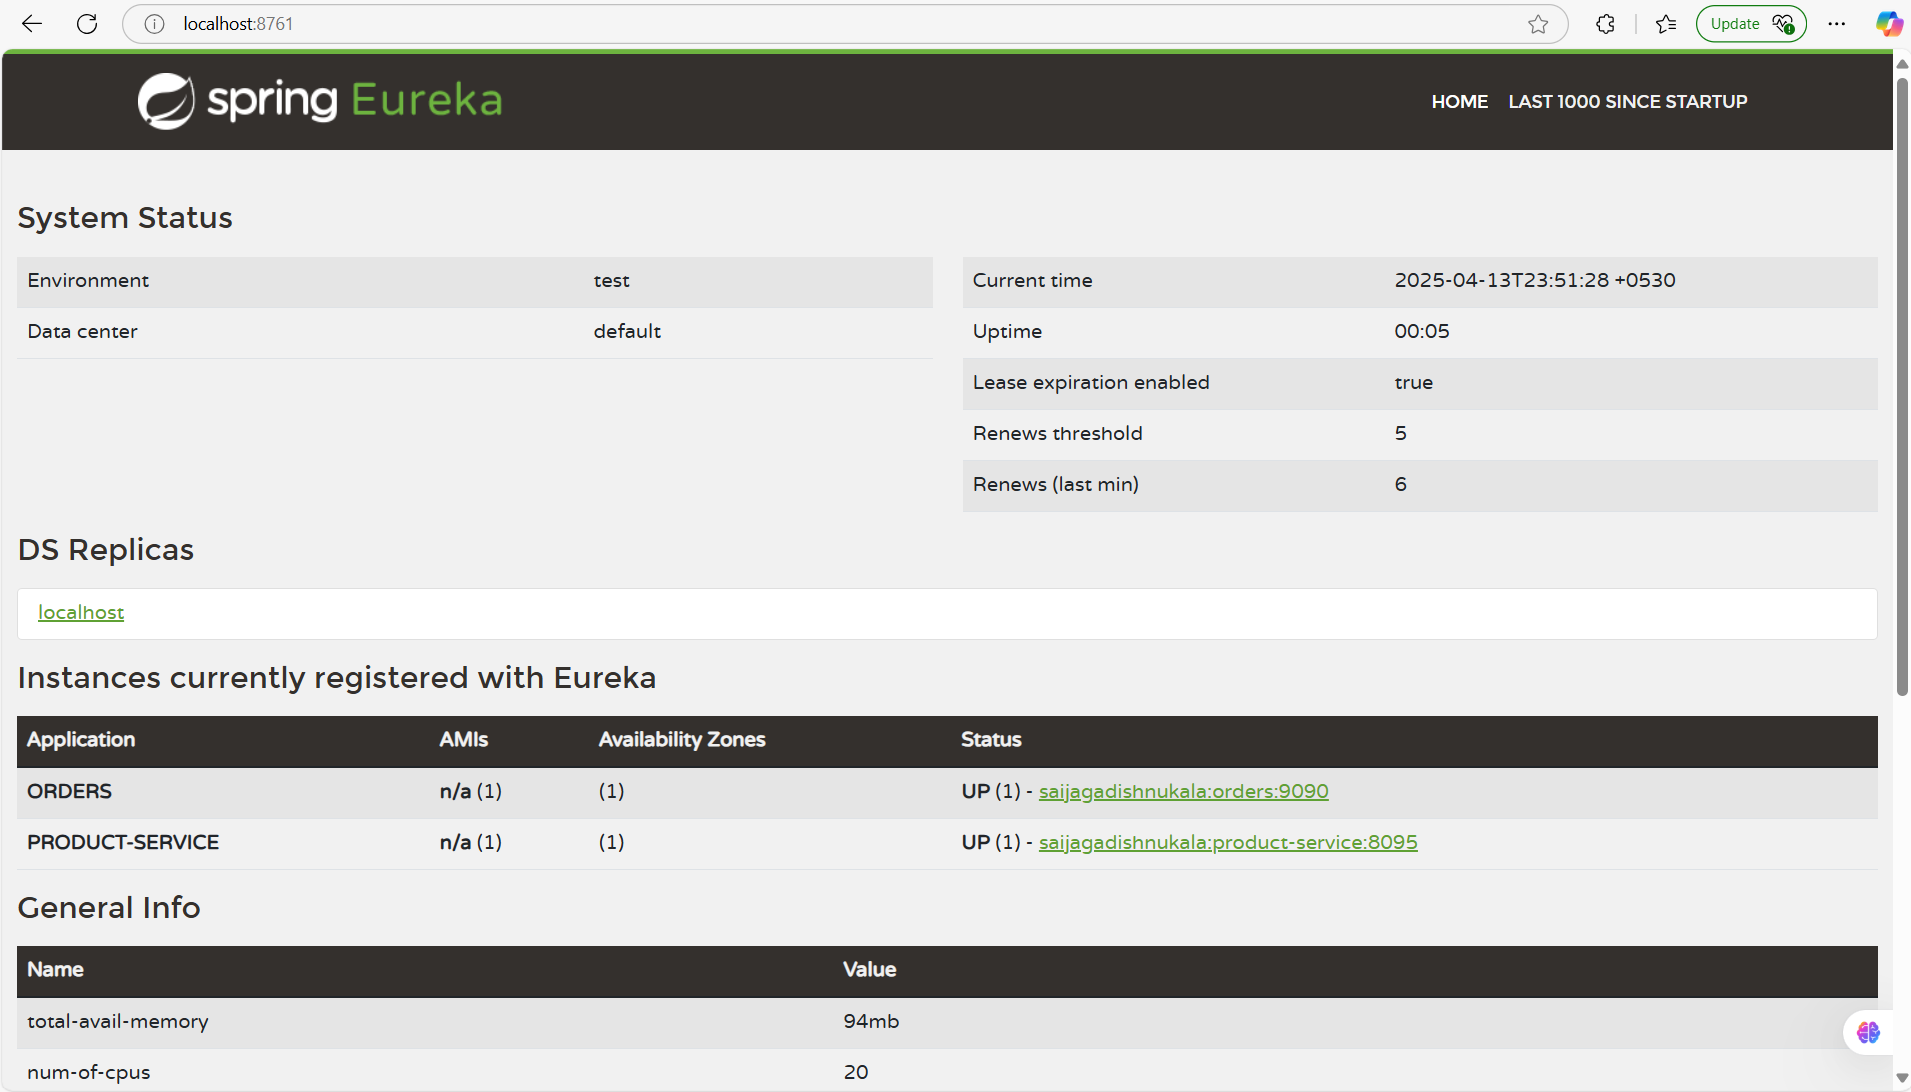 localhost:8761
Update
spring Eureka
HOME LAST 1000 SINCE STARTUP
System Status
Environment test
Data center default
Current time 2025-04-13T23:51:28 +0530
Uptime 00:05
Lease expiration enabled true
Renews threshold 5
Renews (last min) 6
DS Replicas
localhost
Instances currently registered with Eureka
Application AMIs Availability Zones Status
ORDERS n/a (1) (1) UP (1) - saijagadishnukala:orders:9090
PRODUCT-SERVICE n/a (1) (1) UP (1) - saijagadishnukala:product-service:8095
General Info
Name Value
total-avail-memory 94mb
num-of-cpus 20